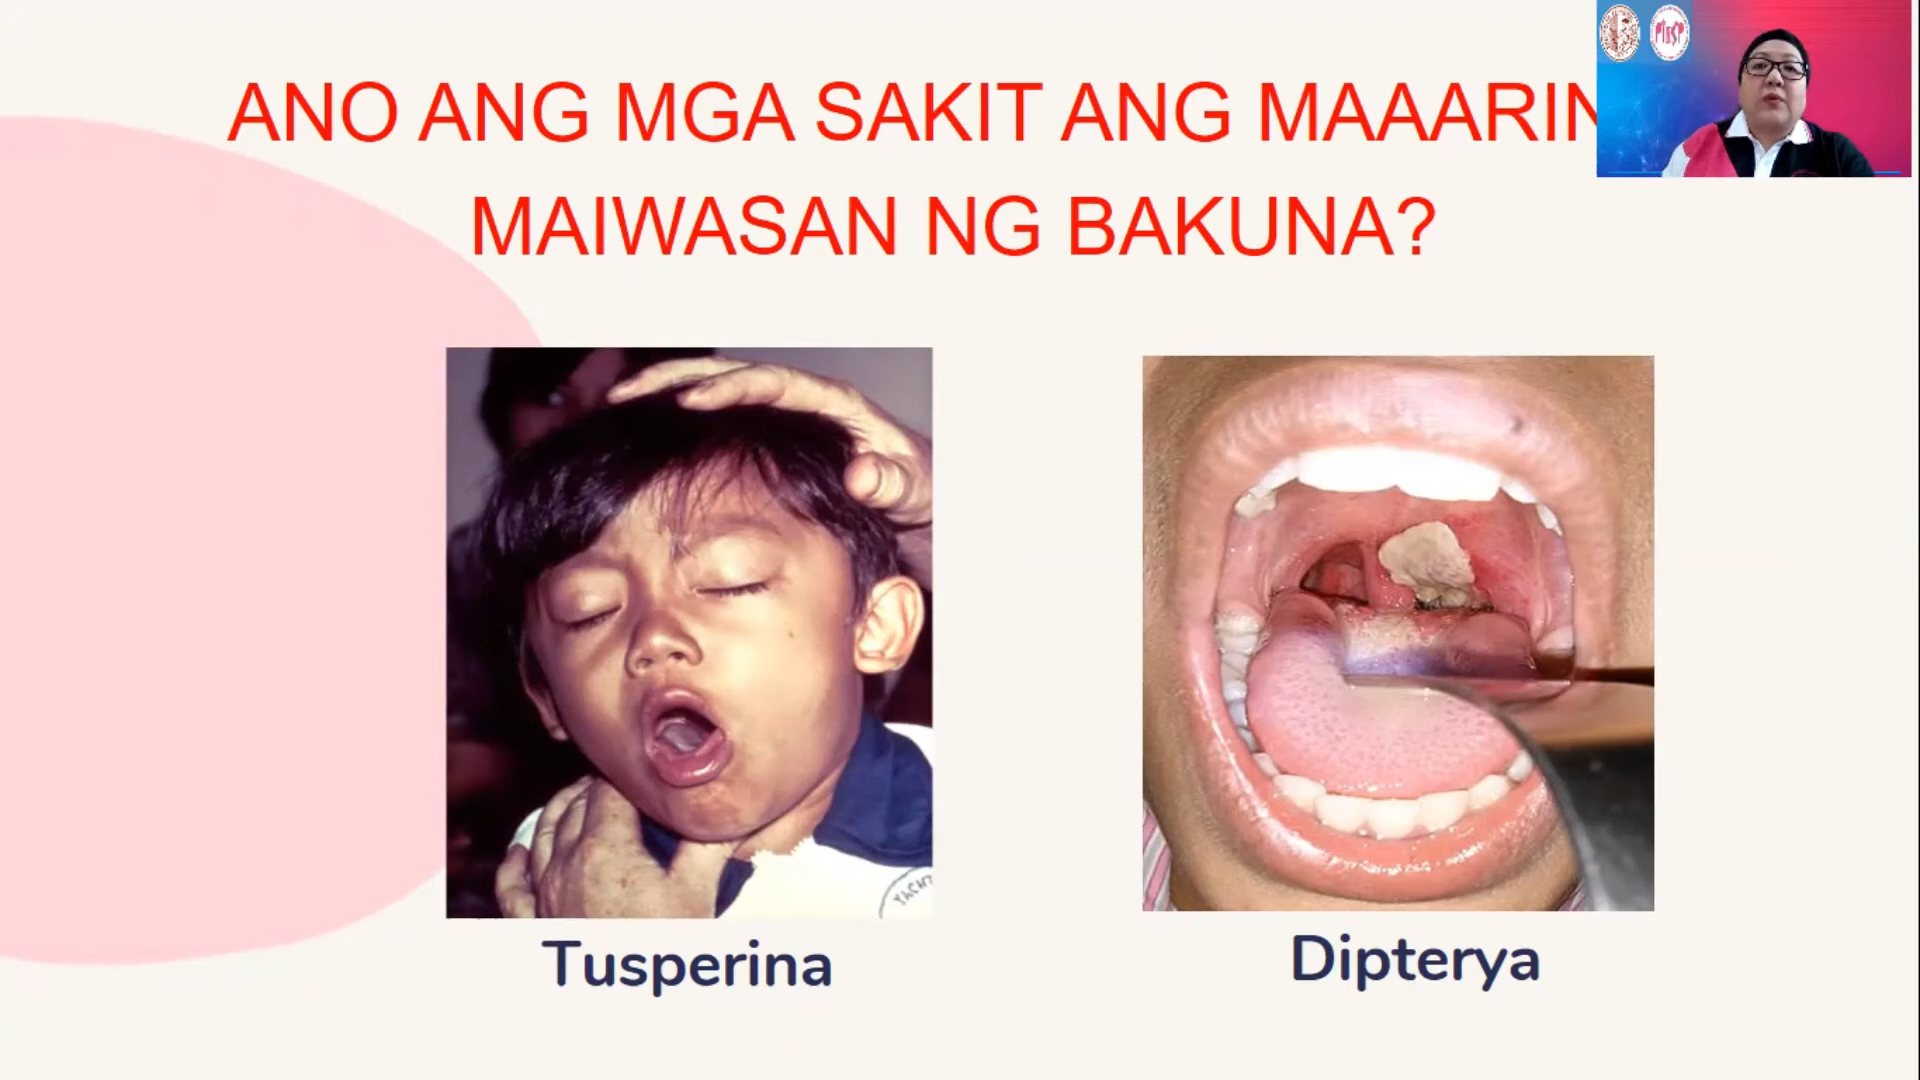 ANO ANG MGA SAKIT ANG MAAARIN
MAIWASAN NG BAKUNA?
Tusperina
Dipterya